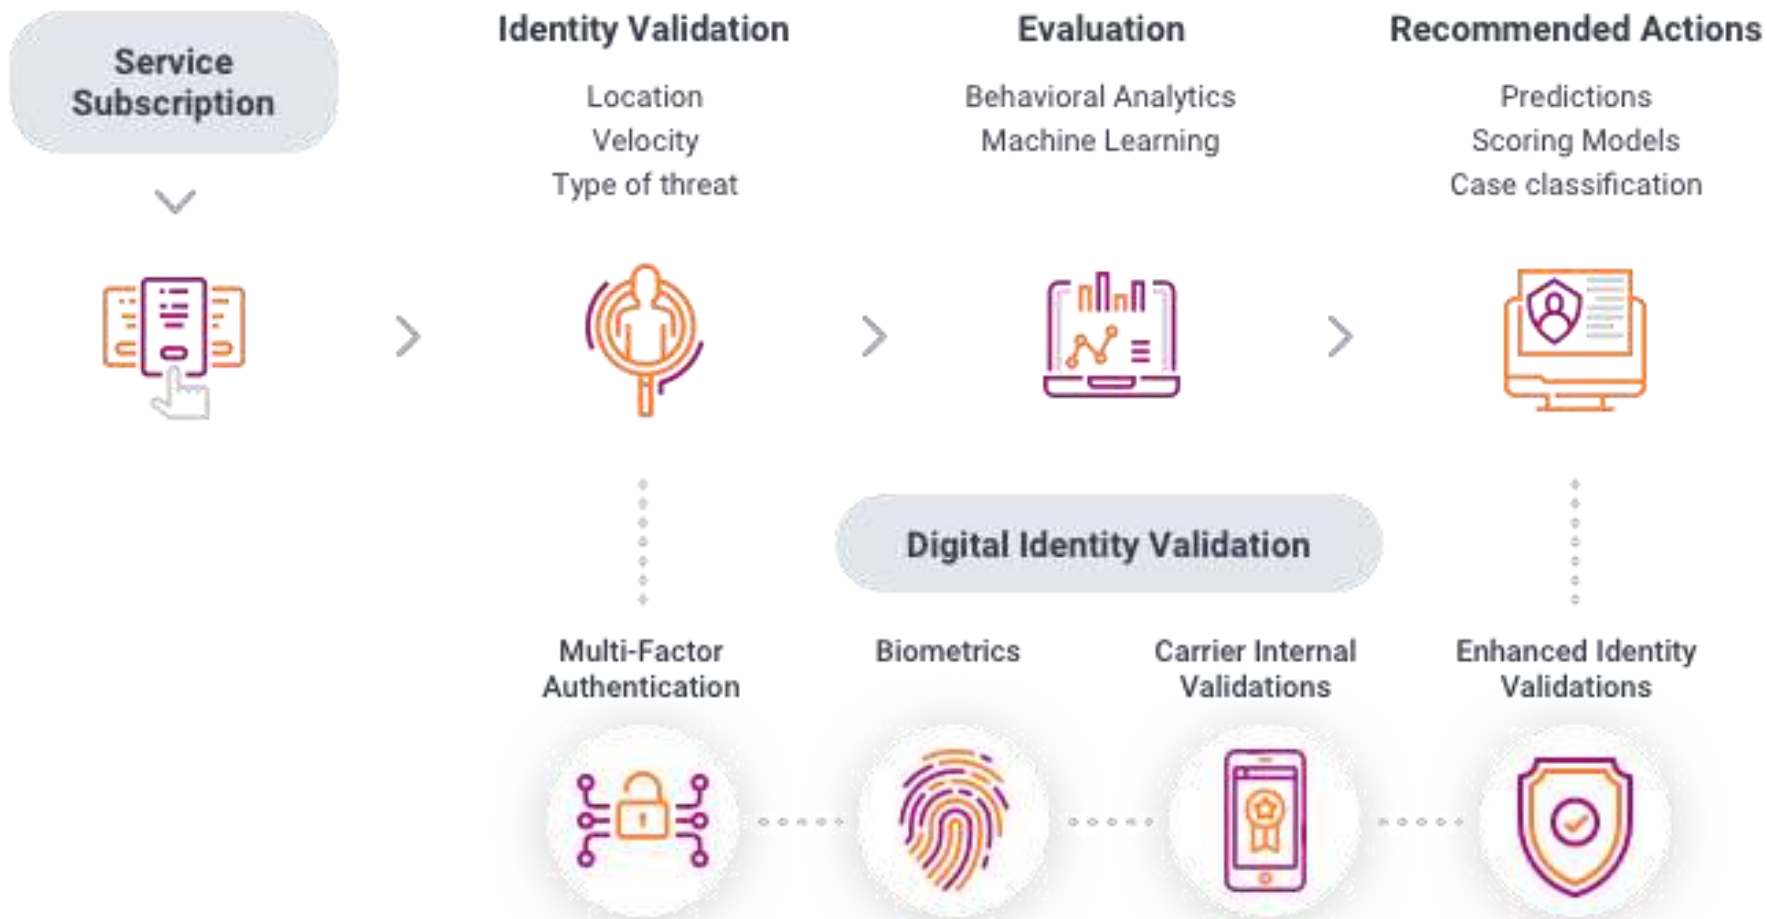 Service
Subscription
Identity Validation
Location
Velocity
Type of threat
Evaluation
Behavioral Analytics
Machine Learning
Recommended Actions
Predictions
Scoring Models
Case classification
Digital Identity Validation
Multi-Factor
Authentication
Biometrics
Carrier Internal
Validations
Enhanced Identity
Validations